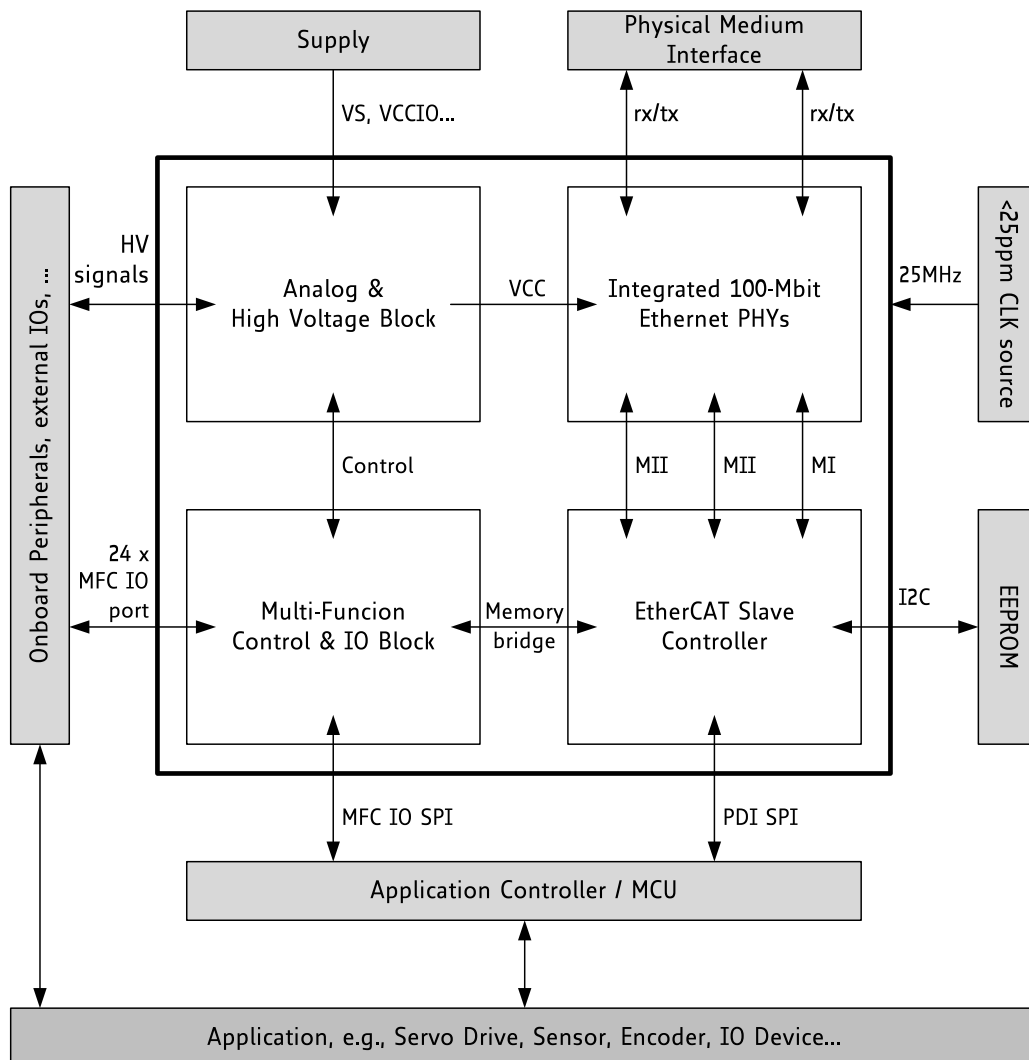 Supply
Physical Medium
Interface
VS, VCCIO...
rx/tx
rx/tx
Onboard Peripherals, external IOs, ...
HV
signals
Analog &
High Voltage Block
VCC
Integrated 100-Mbit
Ethernet PHYs
25MHz
<25ppm CLK source
Control
MII
MII
MI
24 x
MFC IO
port
Multi-Funcion
Control & IO Block
Memory
bridge
EtherCAT Slave
Controller
I2C
EEPROM
MFC IO SPI
PDI SPI
Application Controller / MCU
Application, e.g., Servo Drive, Sensor, Encoder, IO Device...